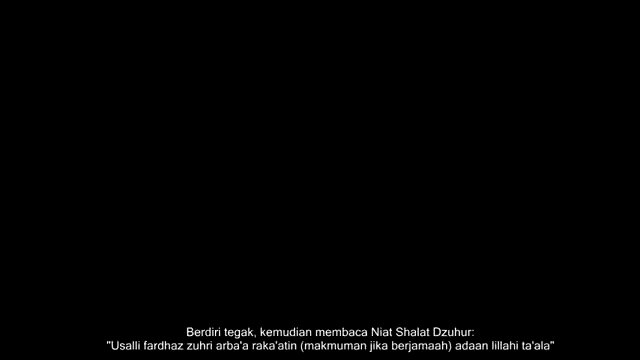 Berdiri tegak, kemudian membaca Niat Shalat Dzuhur:
"Usalli fardhaz zuhri arba'a raka'atin (makmuman jika berjamaah) adaan lillahi ta'ala"